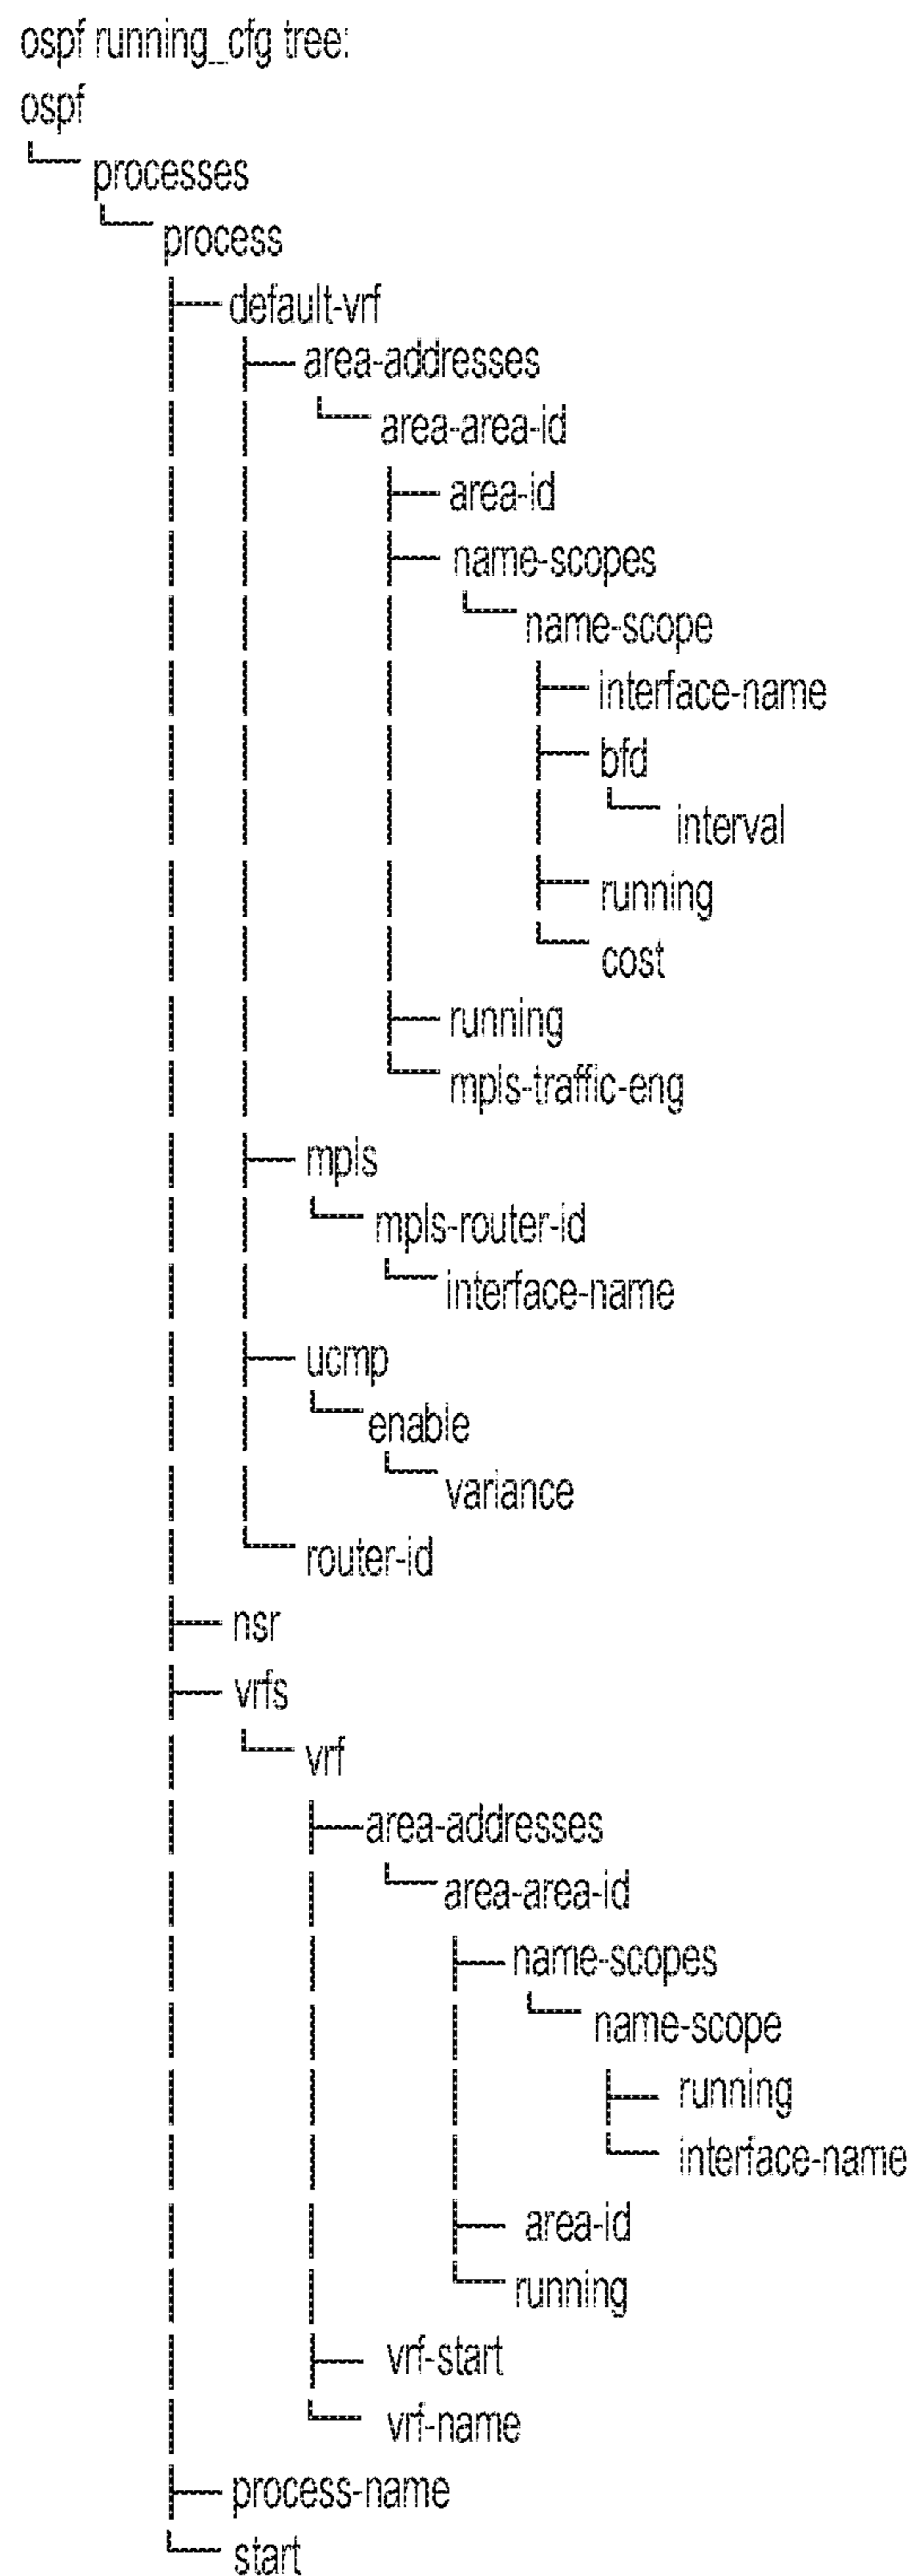 ospf running_cfg tree:
ospf
processes
process
default-vrf
area-addresses
area-area-id
area-id
name-scopes
name-scope
interface-name
bfd
interval
running
cost
running
mpls-traffic-eng
mpls
mpls-router-id
interface-name
ucmp
enable
variance
router-id
nsr
vrfs
vrf
area-addresses
area-area-id
name-scopes
name-scope
running
interface-name
area-id
running
vrf-start
vrf-name
process-name
start